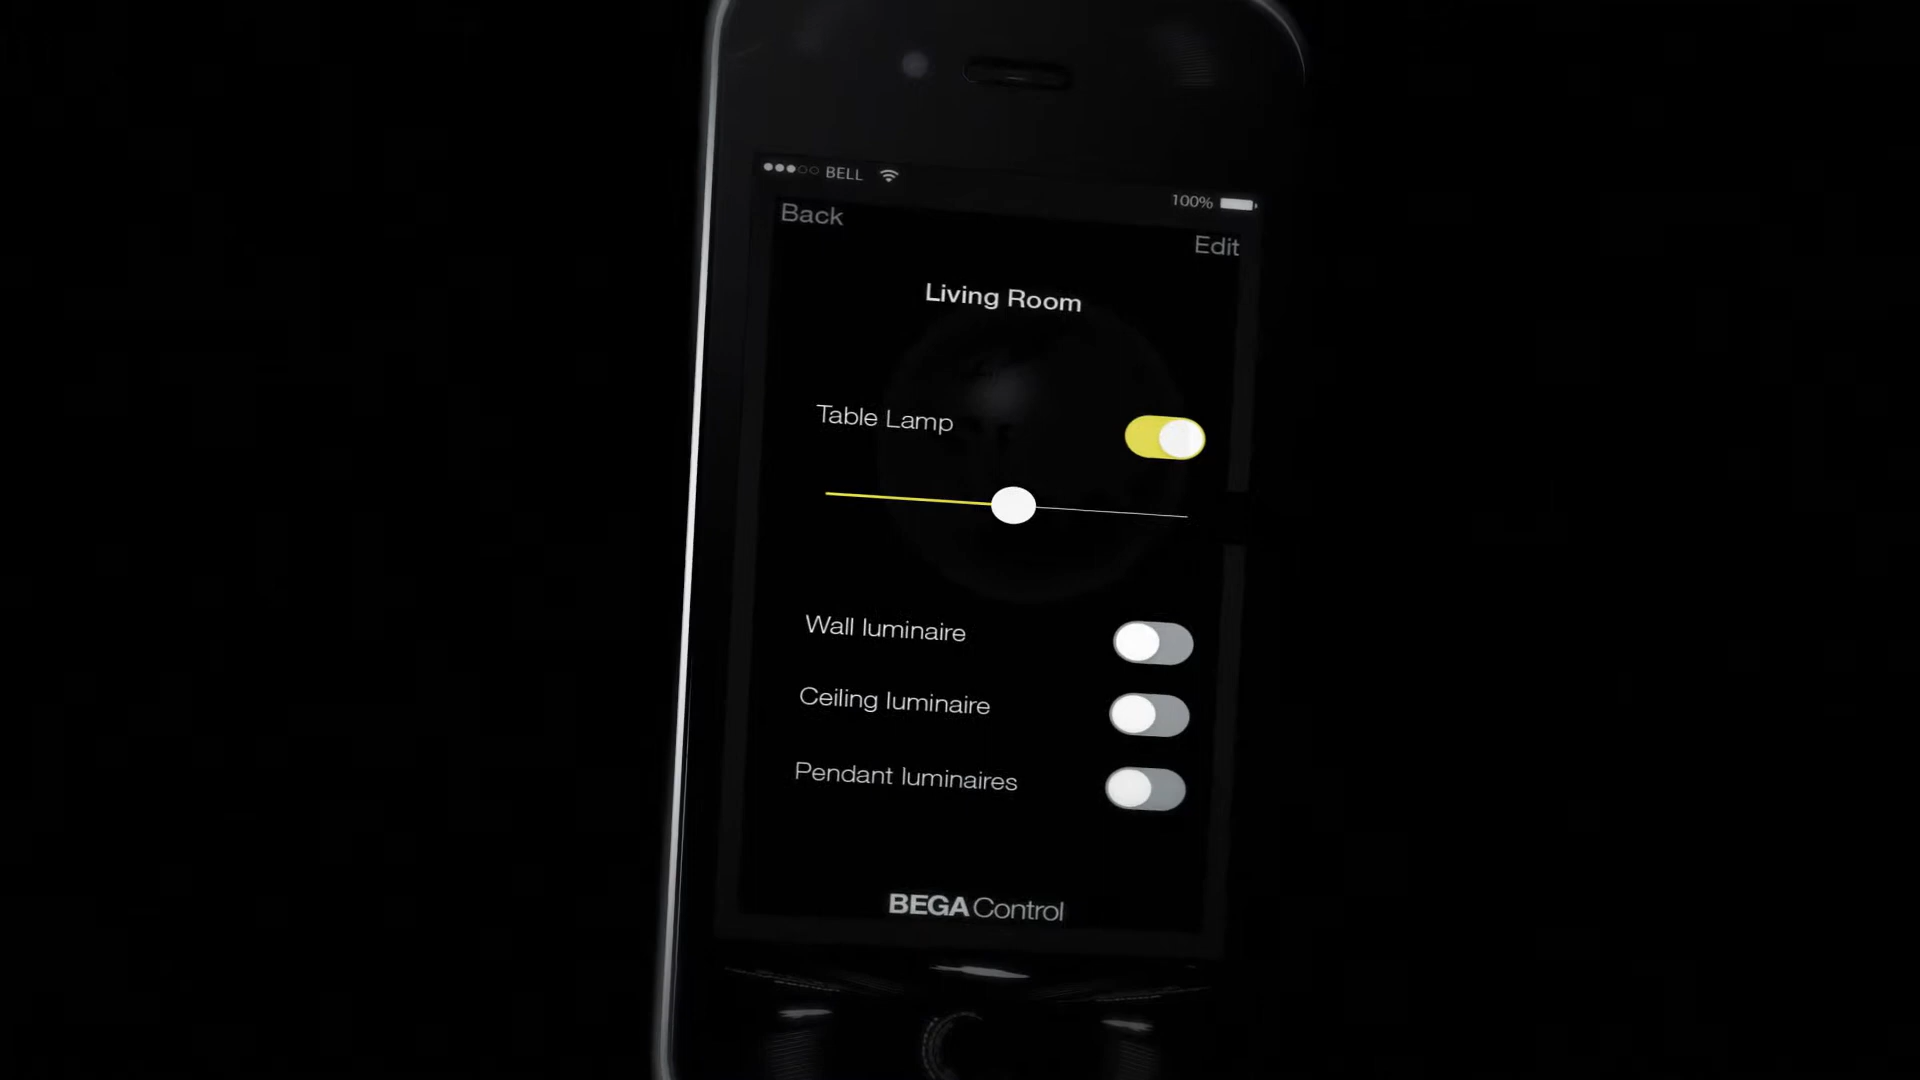 BELL
100%
Back
Edit
Living Room
Table Lamp
Wall luminaire
Ceiling luminaire
Pendant luminaires
BEGA Control